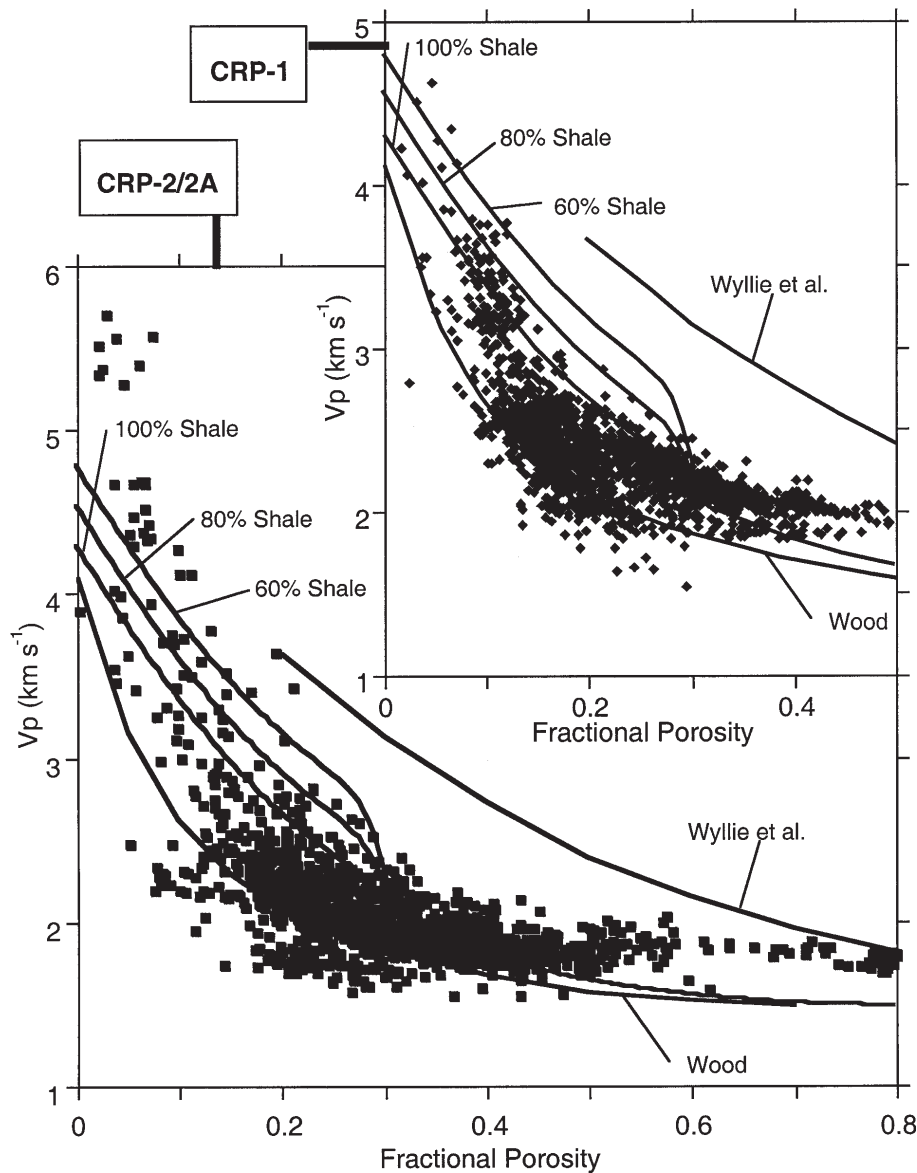 5
CRP-1
100% Shale
80% Shale
CRP-2/2A
4
60% Shale
Wyllie et al.
6
Vp (km s⁻¹)
3
5
100% Shale
2
80% Shale
4
60% Shale
Wood
1
0
0.2
0.4
Fractional Porosity
Vp (km s⁻¹)
3
Wyllie et al.
2
Wood
1
0
0.2
0.4
0.6
0.8
Fractional Porosity